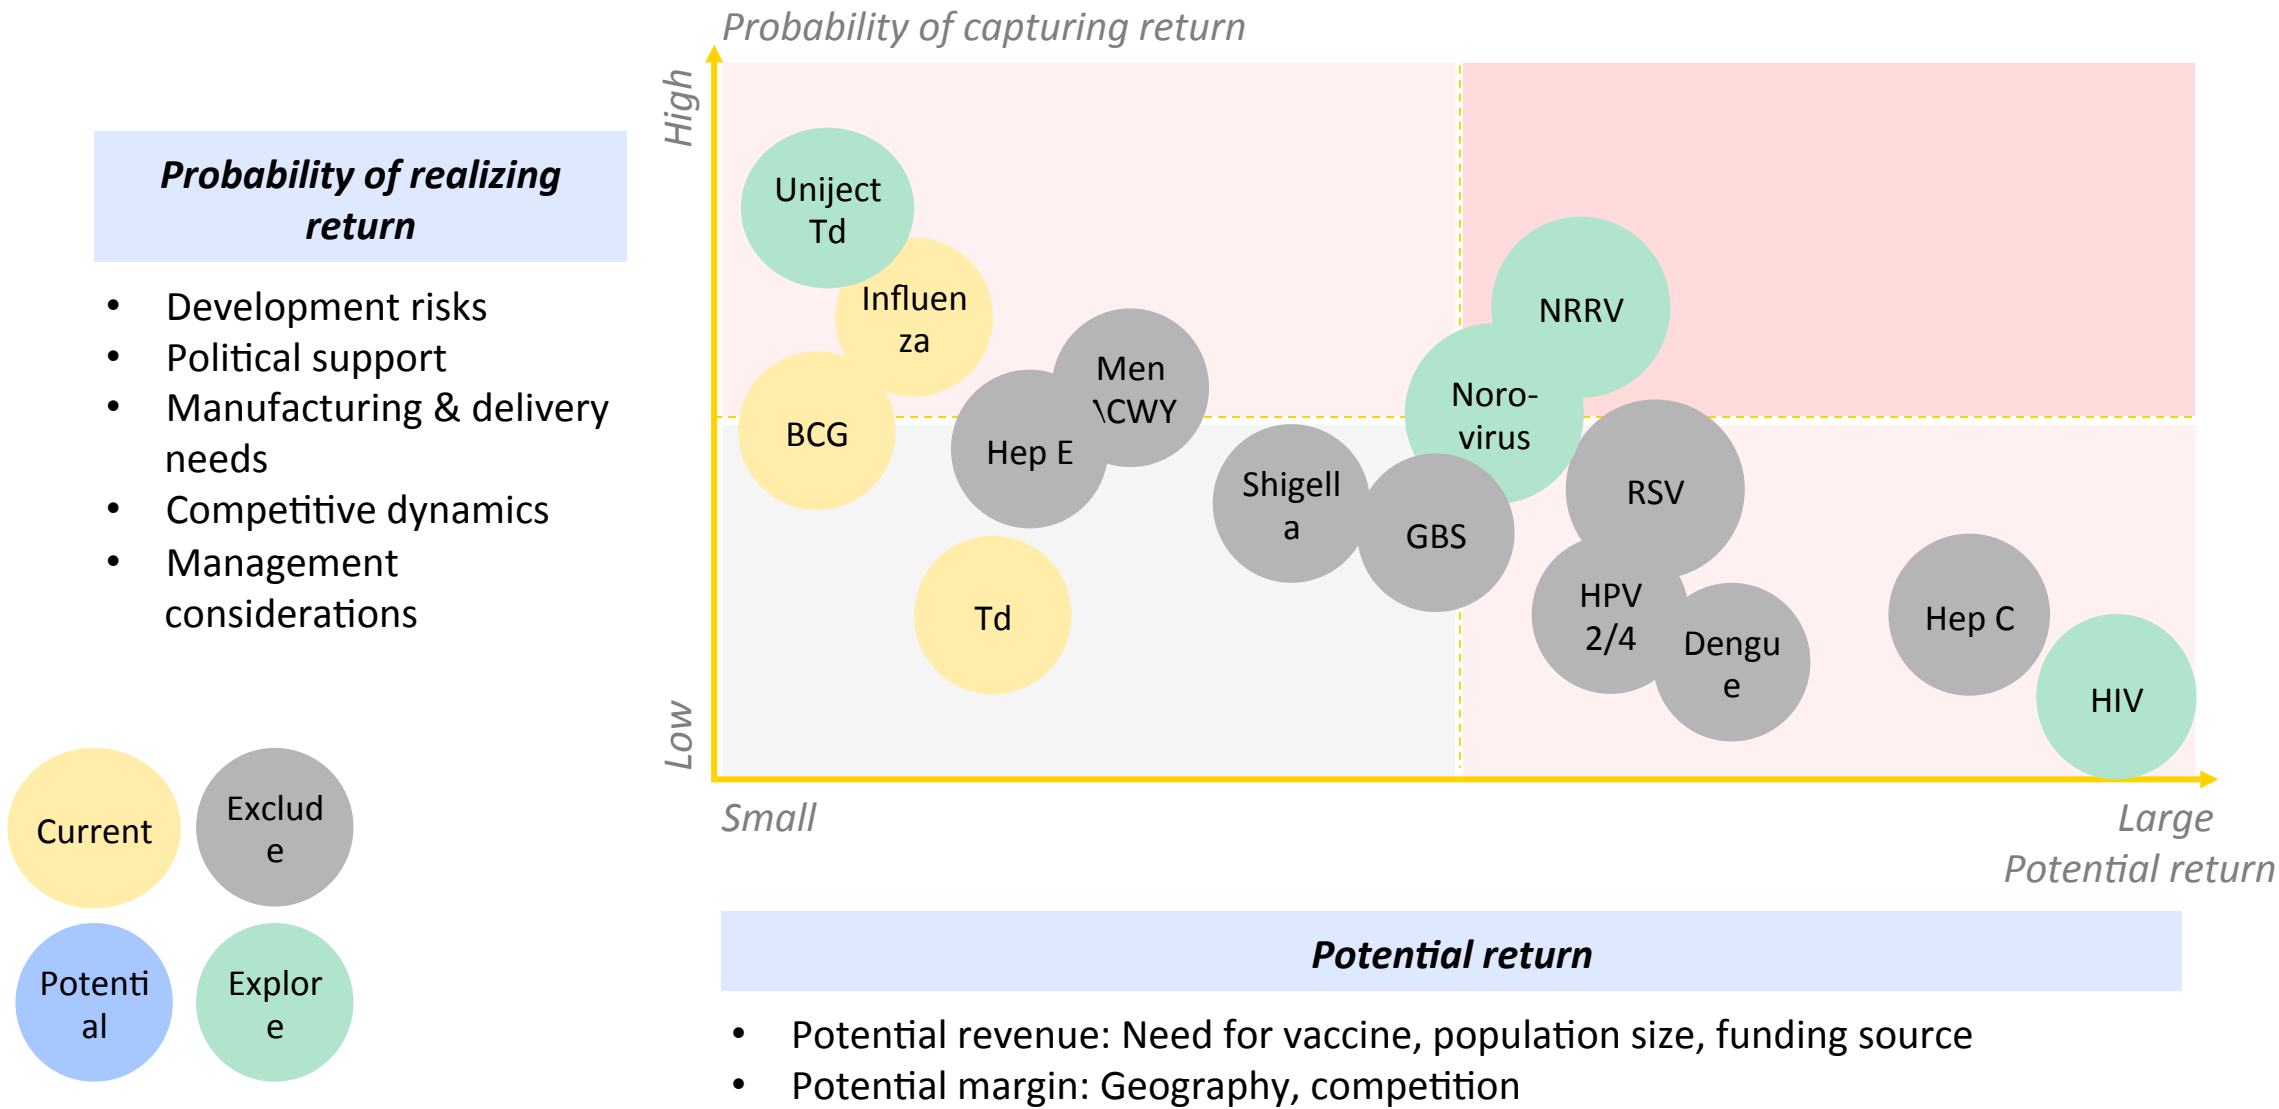 Probability of capturing return
High
Probability of realizing
return
• Development risks
• Political support
• Manufacturing & delivery
needs
• Competitive dynamics
• Management
considerations
Uniject
Td
Influen
za
BCG
Hep E
Men
\CWY
Td
Shigell
a
GBS
Noro-
virus
NRRV
RSV
HPV
2/4
Dengu
e
Hep C
HIV
Low
Small
Large
Potential return
Current
Exclud
e
Potenti
al
Explor
e
Potential return
• Potential revenue: Need for vaccine, population size, funding source
• Potential margin: Geography, competition